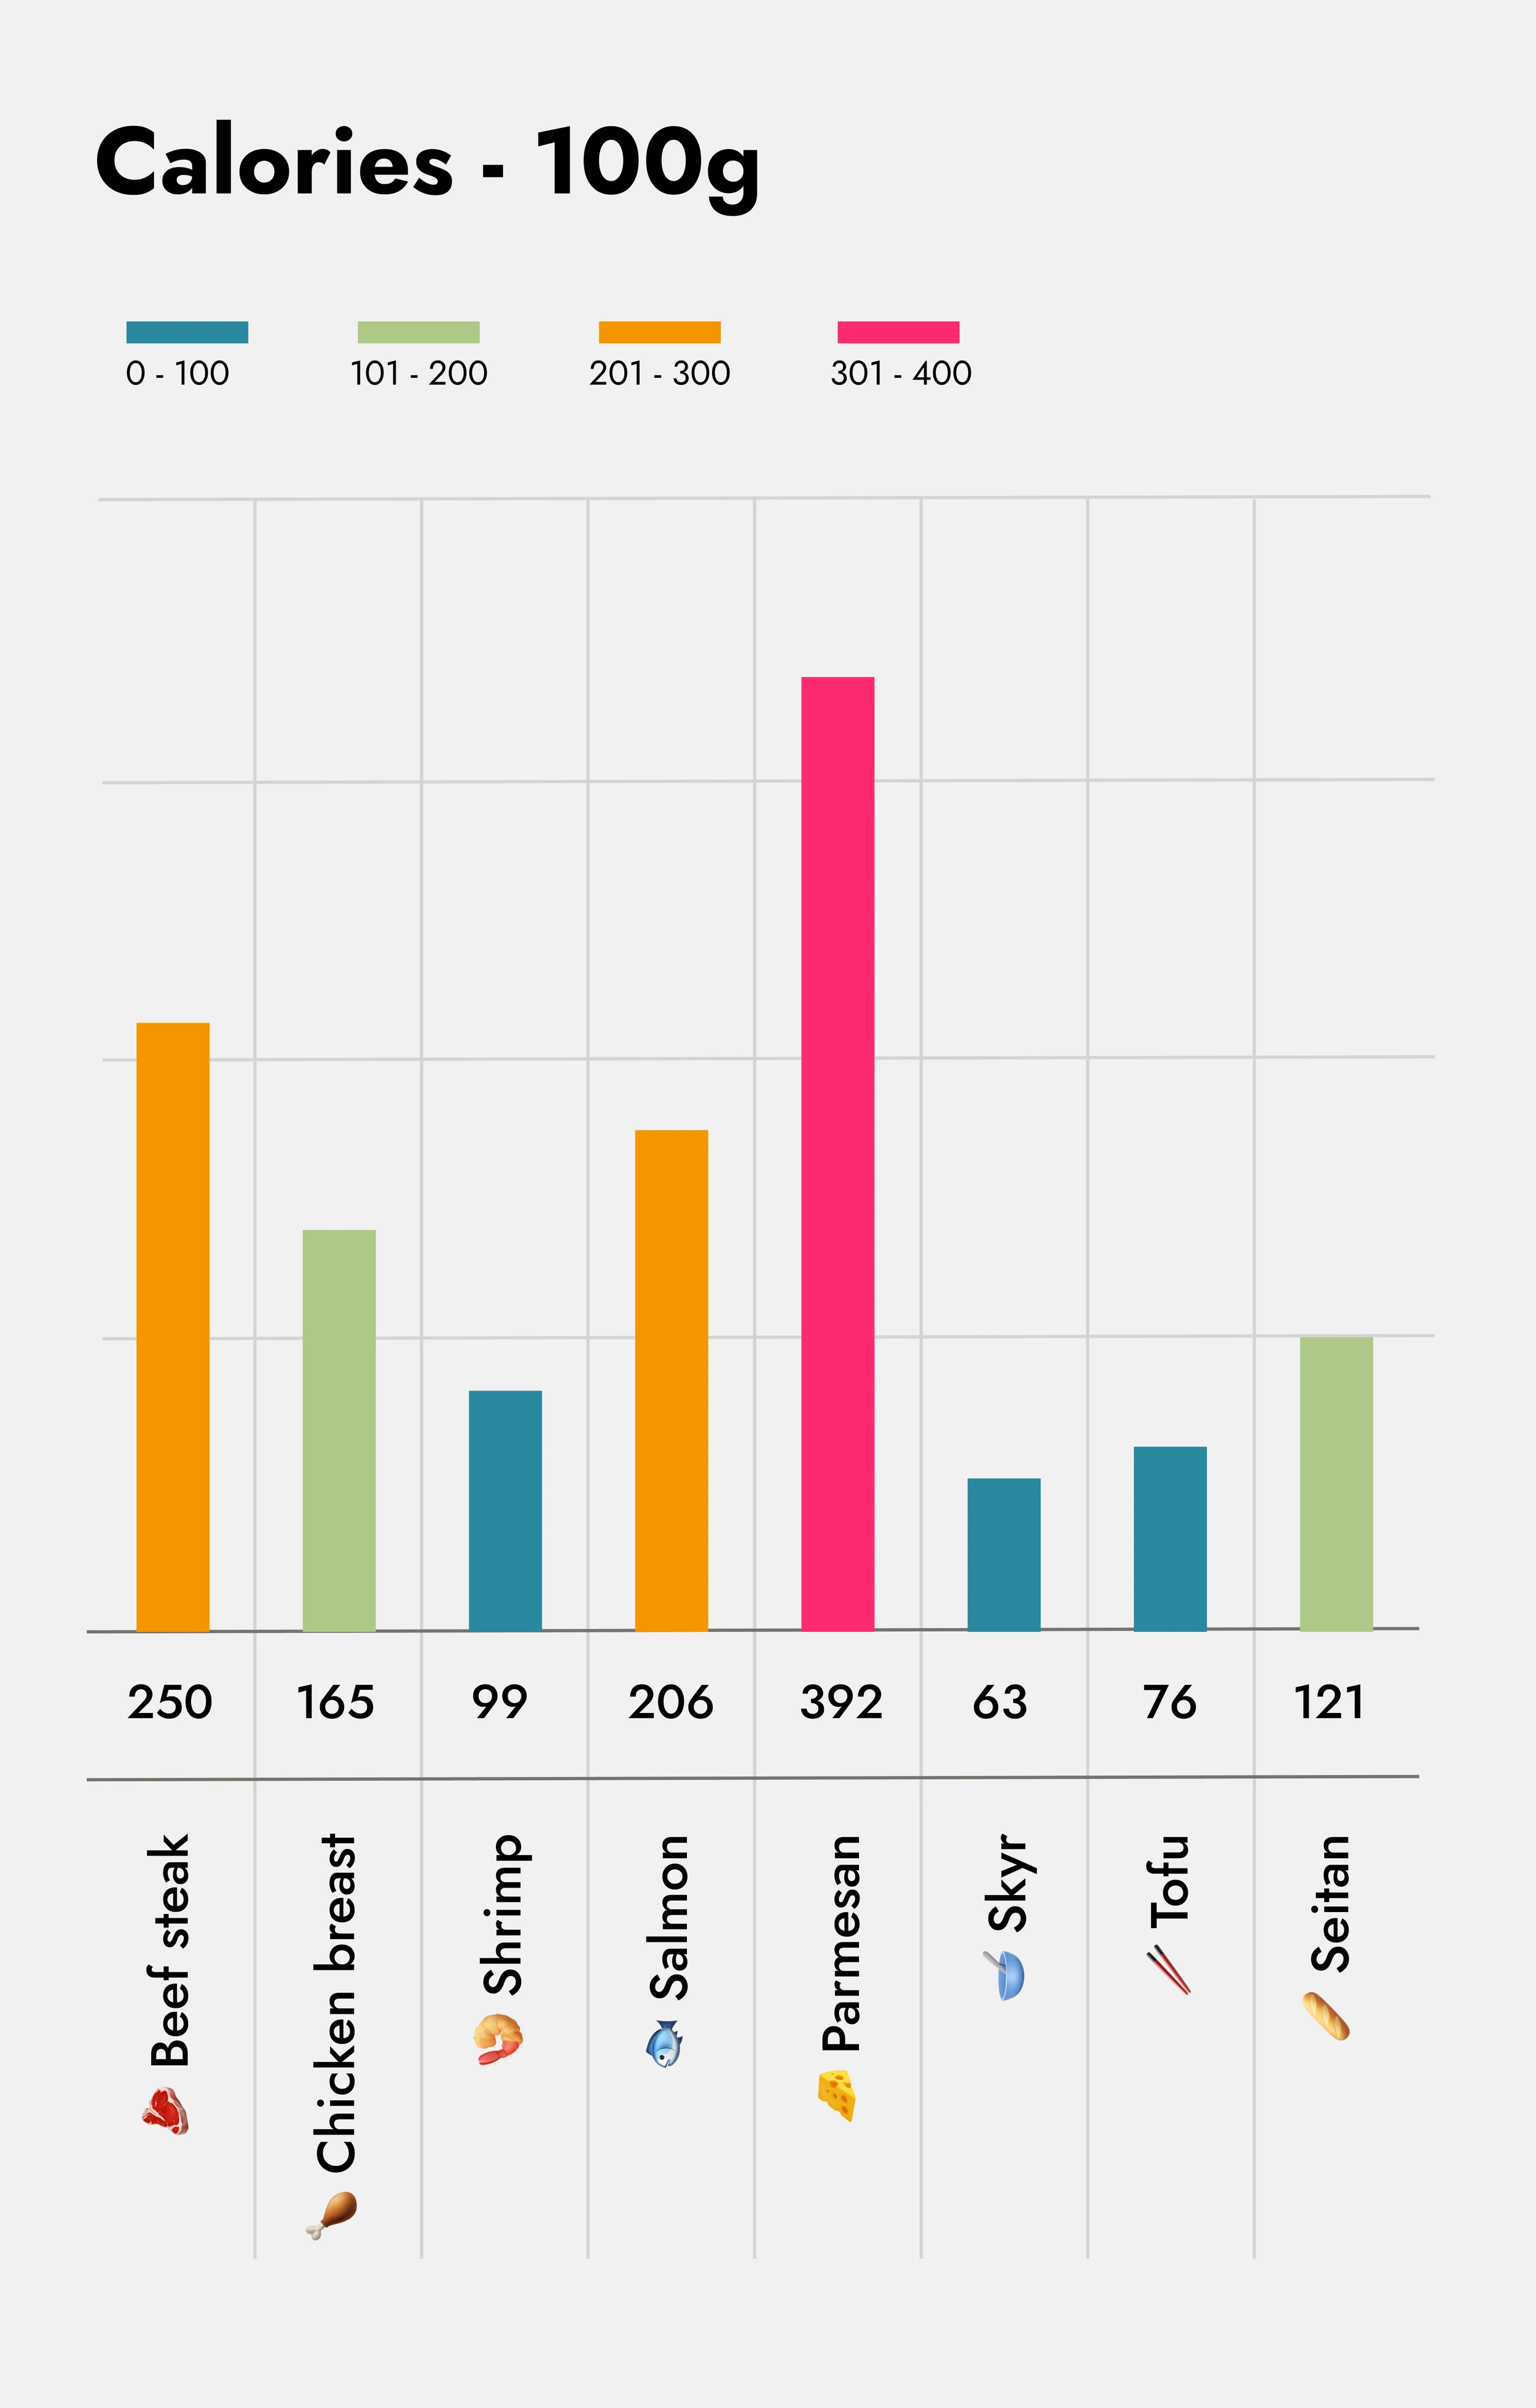 Calories - 100g
0 - 100
101 - 200
201 - 300
301 - 400
250
165
99
206
392
63
76
121
Beef steak
Chicken breast
Shrimp
Salmon
Parmesan
Skyr
Tofu
Seitan